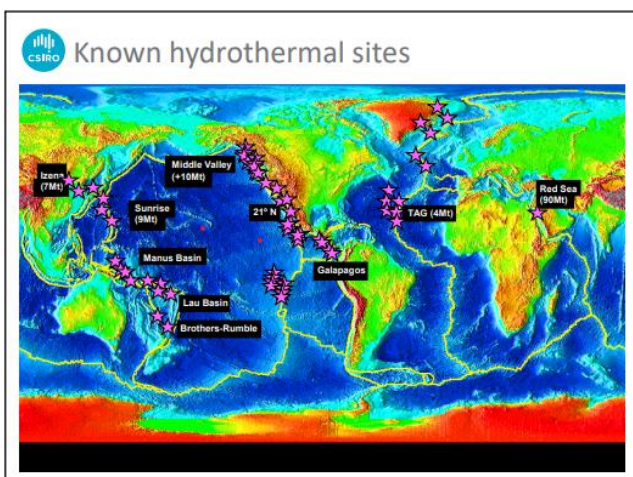 CSIRO
Known hydrothermal sites
Izena
(7Mt)
Middle Valley
(+10Mt)
Sunrise
(9Mt)
21° N
TAG (4Mt)
Red Sea
(90Mt)
Manus Basin
Galapagos
Lau Basin
Brothers-Rumble